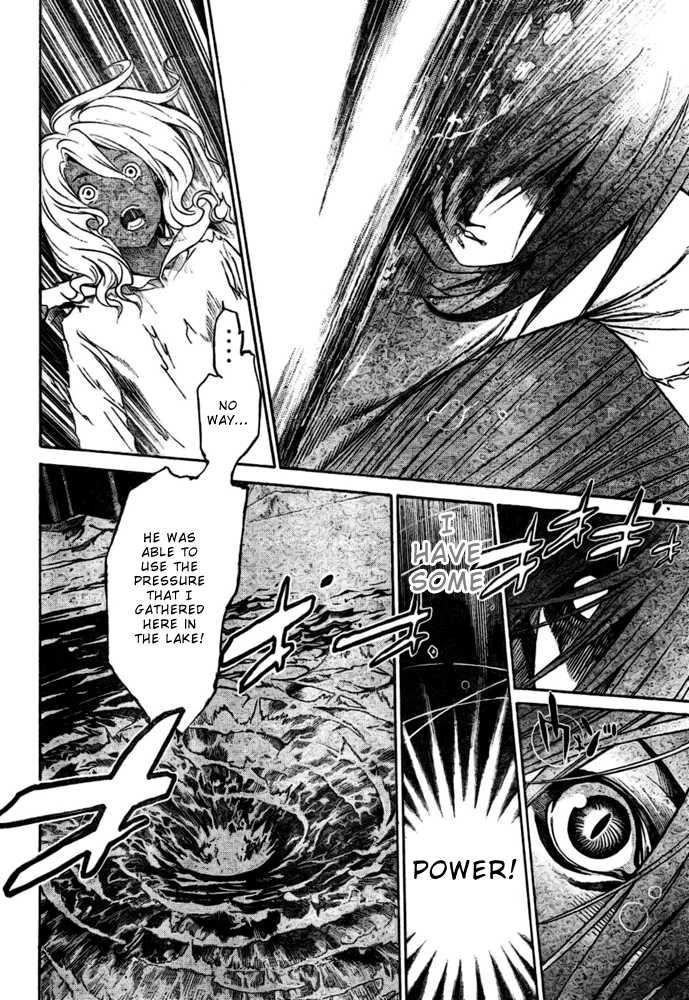 .....
NO
WAY...
HE WAS
ABLE TO
USE THE
PRESSURE
THAT I
GATHERED
HERE IN
THE LAKE!
I
HAVE
SOME
POWER!